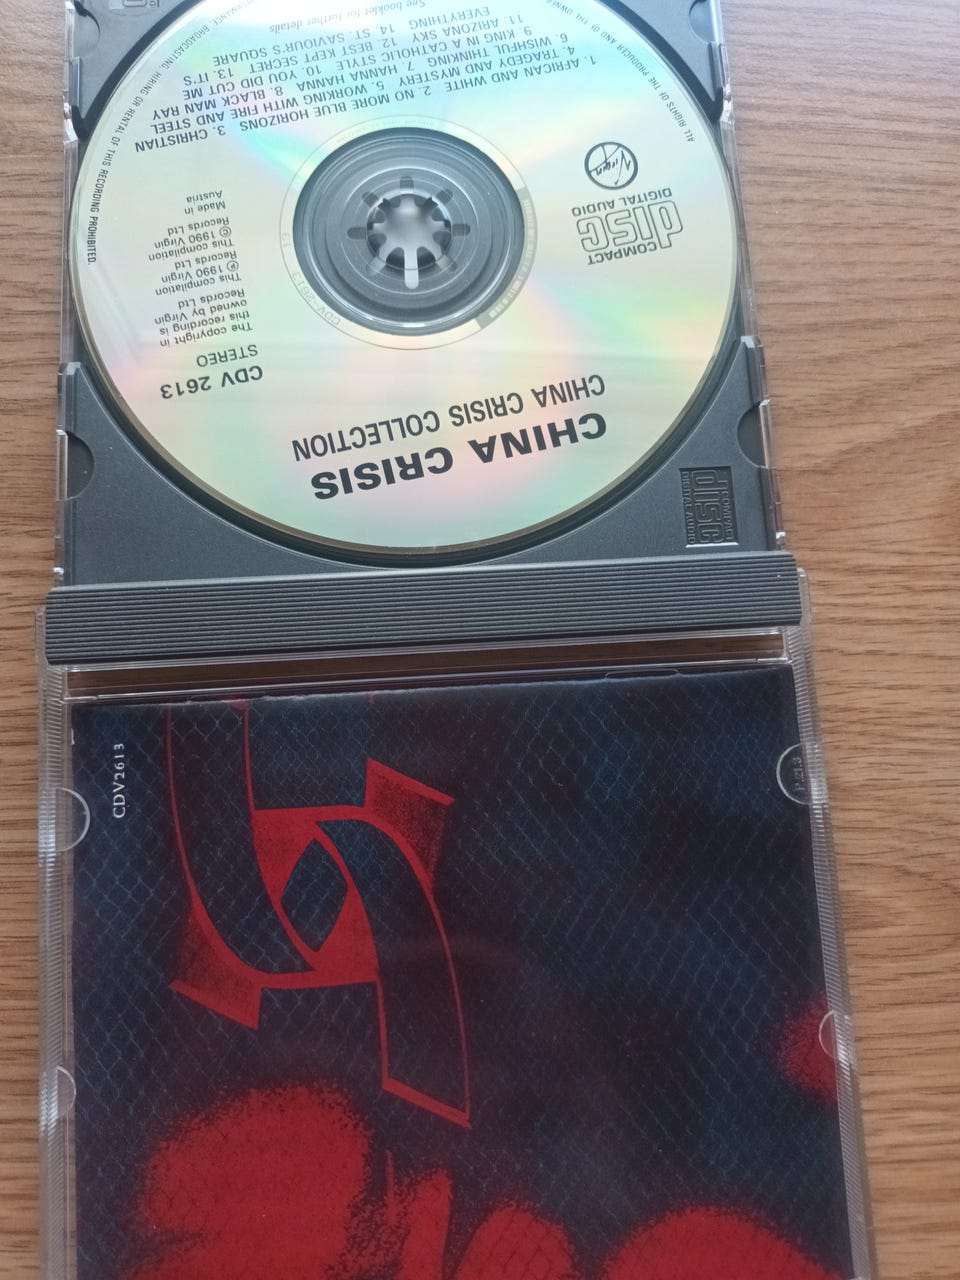 CHINA CRISIS
CHINA CRISIS COLLECTION
CDV 2613
STEREO
The copyright in
this recording is
owned by Virgin
Records Ltd
This compilation
℗ 1990 Virgin
Records Ltd
This compilation
© 1990 Virgin
Records Ltd
Made in
Austria
COMPACT
disc
DIGITAL AUDIO
Virgin
CDV-2613
1. AFRICAN AND WHITE 2. NO MORE BLUE HORIZONS 3. CHRISTIAN
4. TRAGEDY AND MYSTERY 5. WORKING WITH FIRE AND STEEL
6. WISHFUL THINKING 7. HANNA HANNA 8. BLACK MAN RAY
9. KING IN A CATHOLIC STYLE 10. YOU DID CUT ME
11. ARIZONA SKY 12. BEST KEPT SECRET 13. IT'S
EVERYTHING 14. ST. SAVIOUR'S SQUARE
See booklet for further details
ALL RIGHTS OF THE PRODUCER AND OF THE OWNER
BROADCASTING, HIRING OR RENTAL OF THIS RECORDING PROHIBITED.
COMPACT
disc
DIGITAL AUDIO
CDV2613